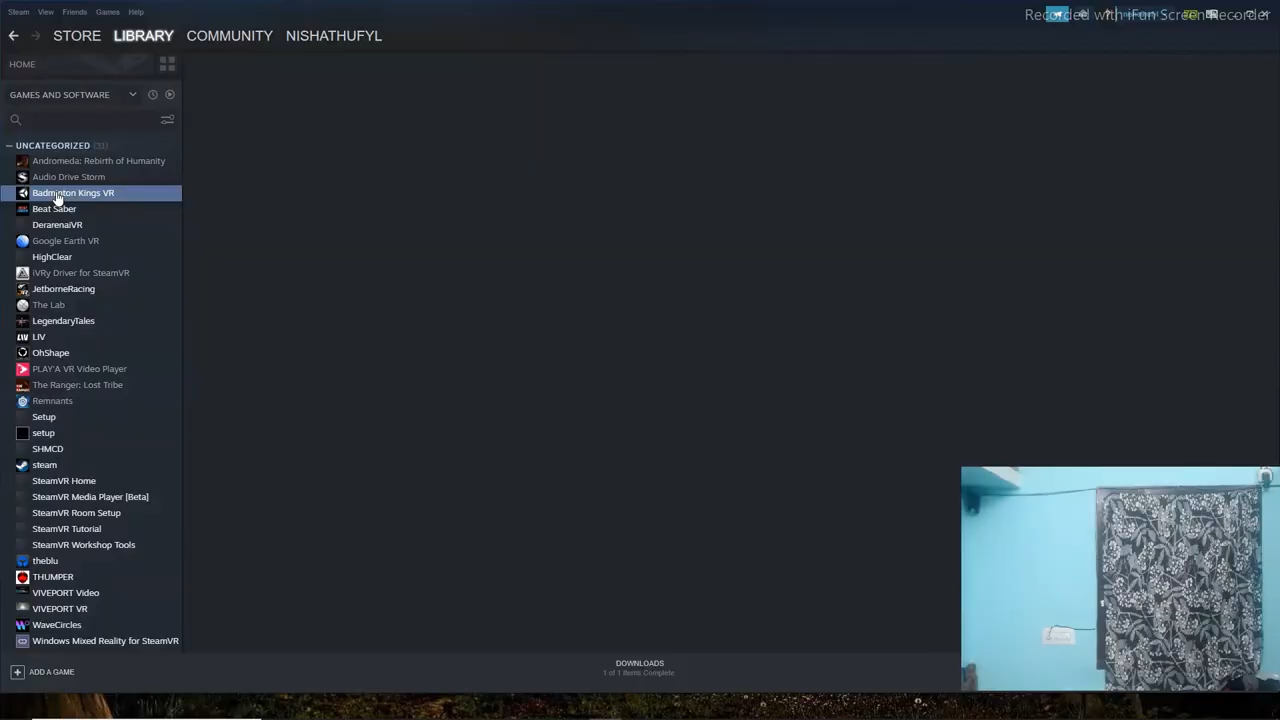 Steam View Friends Games Help
Recorded with iFun Screen Recorder
STORE LIBRARY COMMUNITY NISHATHUFYL
HOME
GAMES AND SOFTWARE
UNCATEGORIZED (31)
Andromeda: Rebirth of Humanity
Audio Drive Storm
Badminton Kings VR
Beat Saber
DerarenaiVR
Google Earth VR
HighClear
iVRy Driver for SteamVR
JetborneRacing
The Lab
LegendaryTales
LIV LIV
OhShape
PLAY'A VR Video Player
The Ranger: Lost Tribe
Remnants
Setup
setup
SHMCD
steam
SteamVR Home
SteamVR Media Player [Beta]
SteamVR Room Setup
SteamVR Tutorial
SteamVR Workshop Tools
theblu
THUMPER
VIVEPORT Video
VIVEPORT VR
WaveCircles
Windows Mixed Reality for SteamVR
ADD A GAME
DOWNLOADS
1 of 1 Items Complete